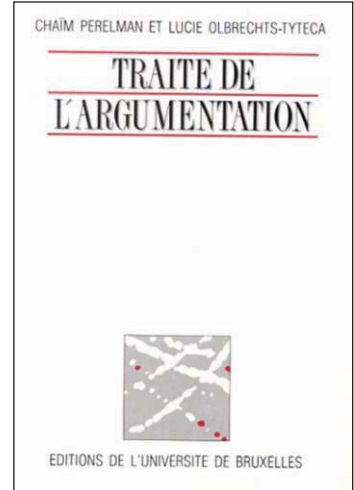 CHAÏM PERELMAN ET LUCIE OLBRECHTS-TYTECA
TRAITE DE
L'ARGUMENTATION
EDITIONS DE L'UNIVERSITE DE BRUXELLES